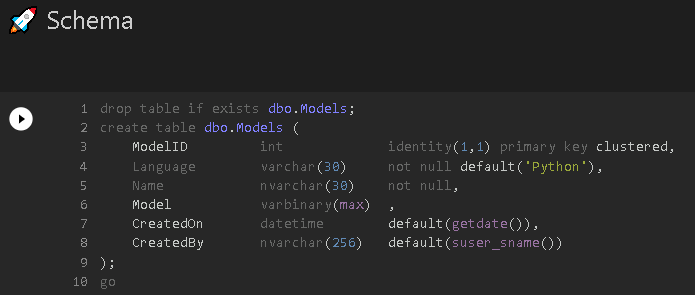 🚀 Schema
1 drop table if exists dbo.Models;
2 create table dbo.Models (
3     ModelID         int             identity(1,1) primary key clustered,
4     Language        varchar(30)     not null default('Python'),
5     Name            nvarchar(30)    not null,
6     Model           varbinary(max)  ,
7     CreatedOn       datetime        default(getdate()),
8     CreatedBy       nvarchar(256)   default(suser_sname())
9 );
10 go